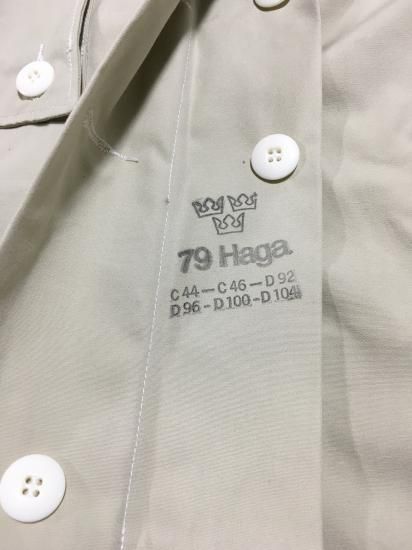 79 Haga.
C 44 — C 46 — D 92
D 96 - D 100 - D 104